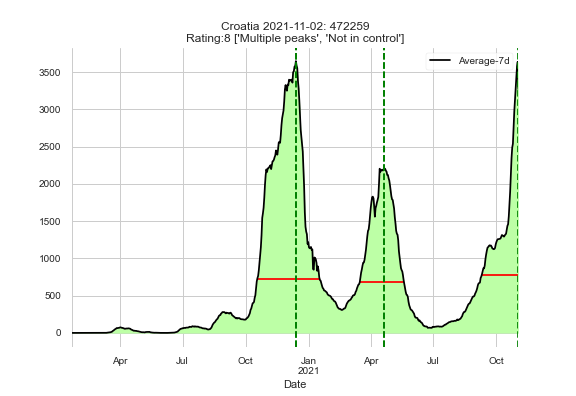 Croatia 2021-11-02: 472259
Rating:8 ['Multiple peaks', 'Not in control']
Average-7d
3500
3000
2500
2000
1500
1000
500
0
Apr Jul Oct Jan Apr Jul Oct
2021
Date